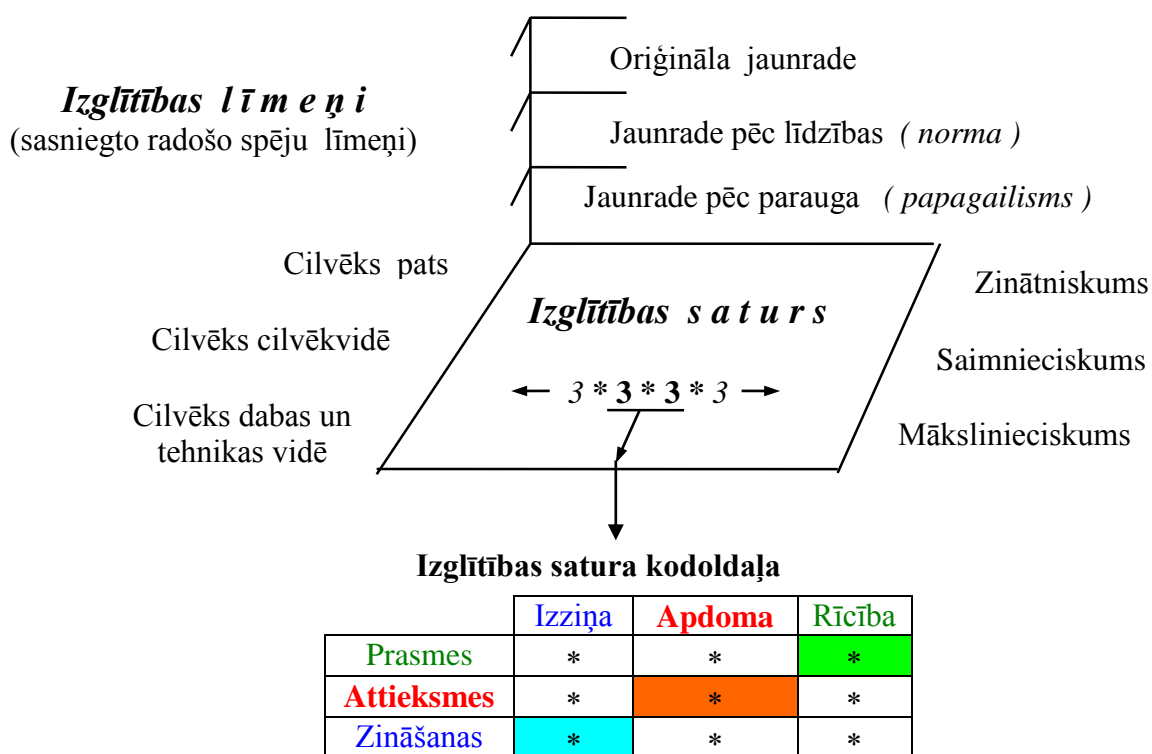 Oriģināla jaunrade
Izglītības l ī m e ņ i
(sasniegto radošo spēju līmeņi)
Jaunrade pēc līdzības ( norma )
Jaunrade pēc parauga ( papagailisms )
Cilvēks pats
Zinātniskums
Izglītības s a t u r s
Cilvēks cilvēkvidē
Saimnieciskums
3 * 3 * 3 * 3
Cilvēks dabas un
tehnikas vidē
Mākslinieciskums
Izglītības satura kodoldaļa
Izziņa Apdoma Rīcība
Prasmes * * *
Attieksmes * * *
Zināšanas * * *